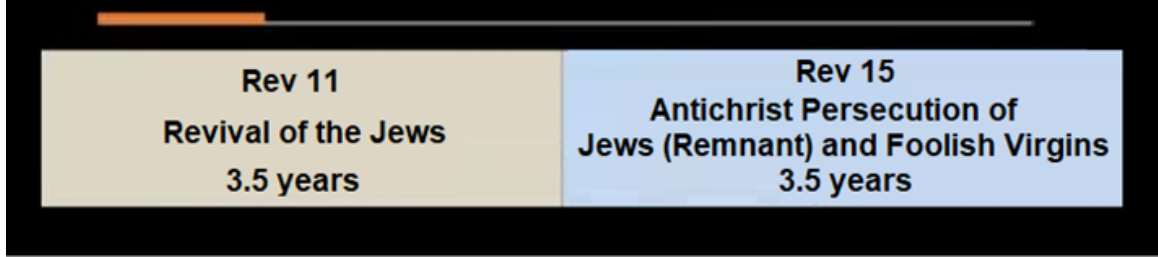 Rev 11
Revival of the Jews
3.5 years
Rev 15
Antichrist Persecution of
Jews (Remnant) and Foolish Virgins
3.5 years